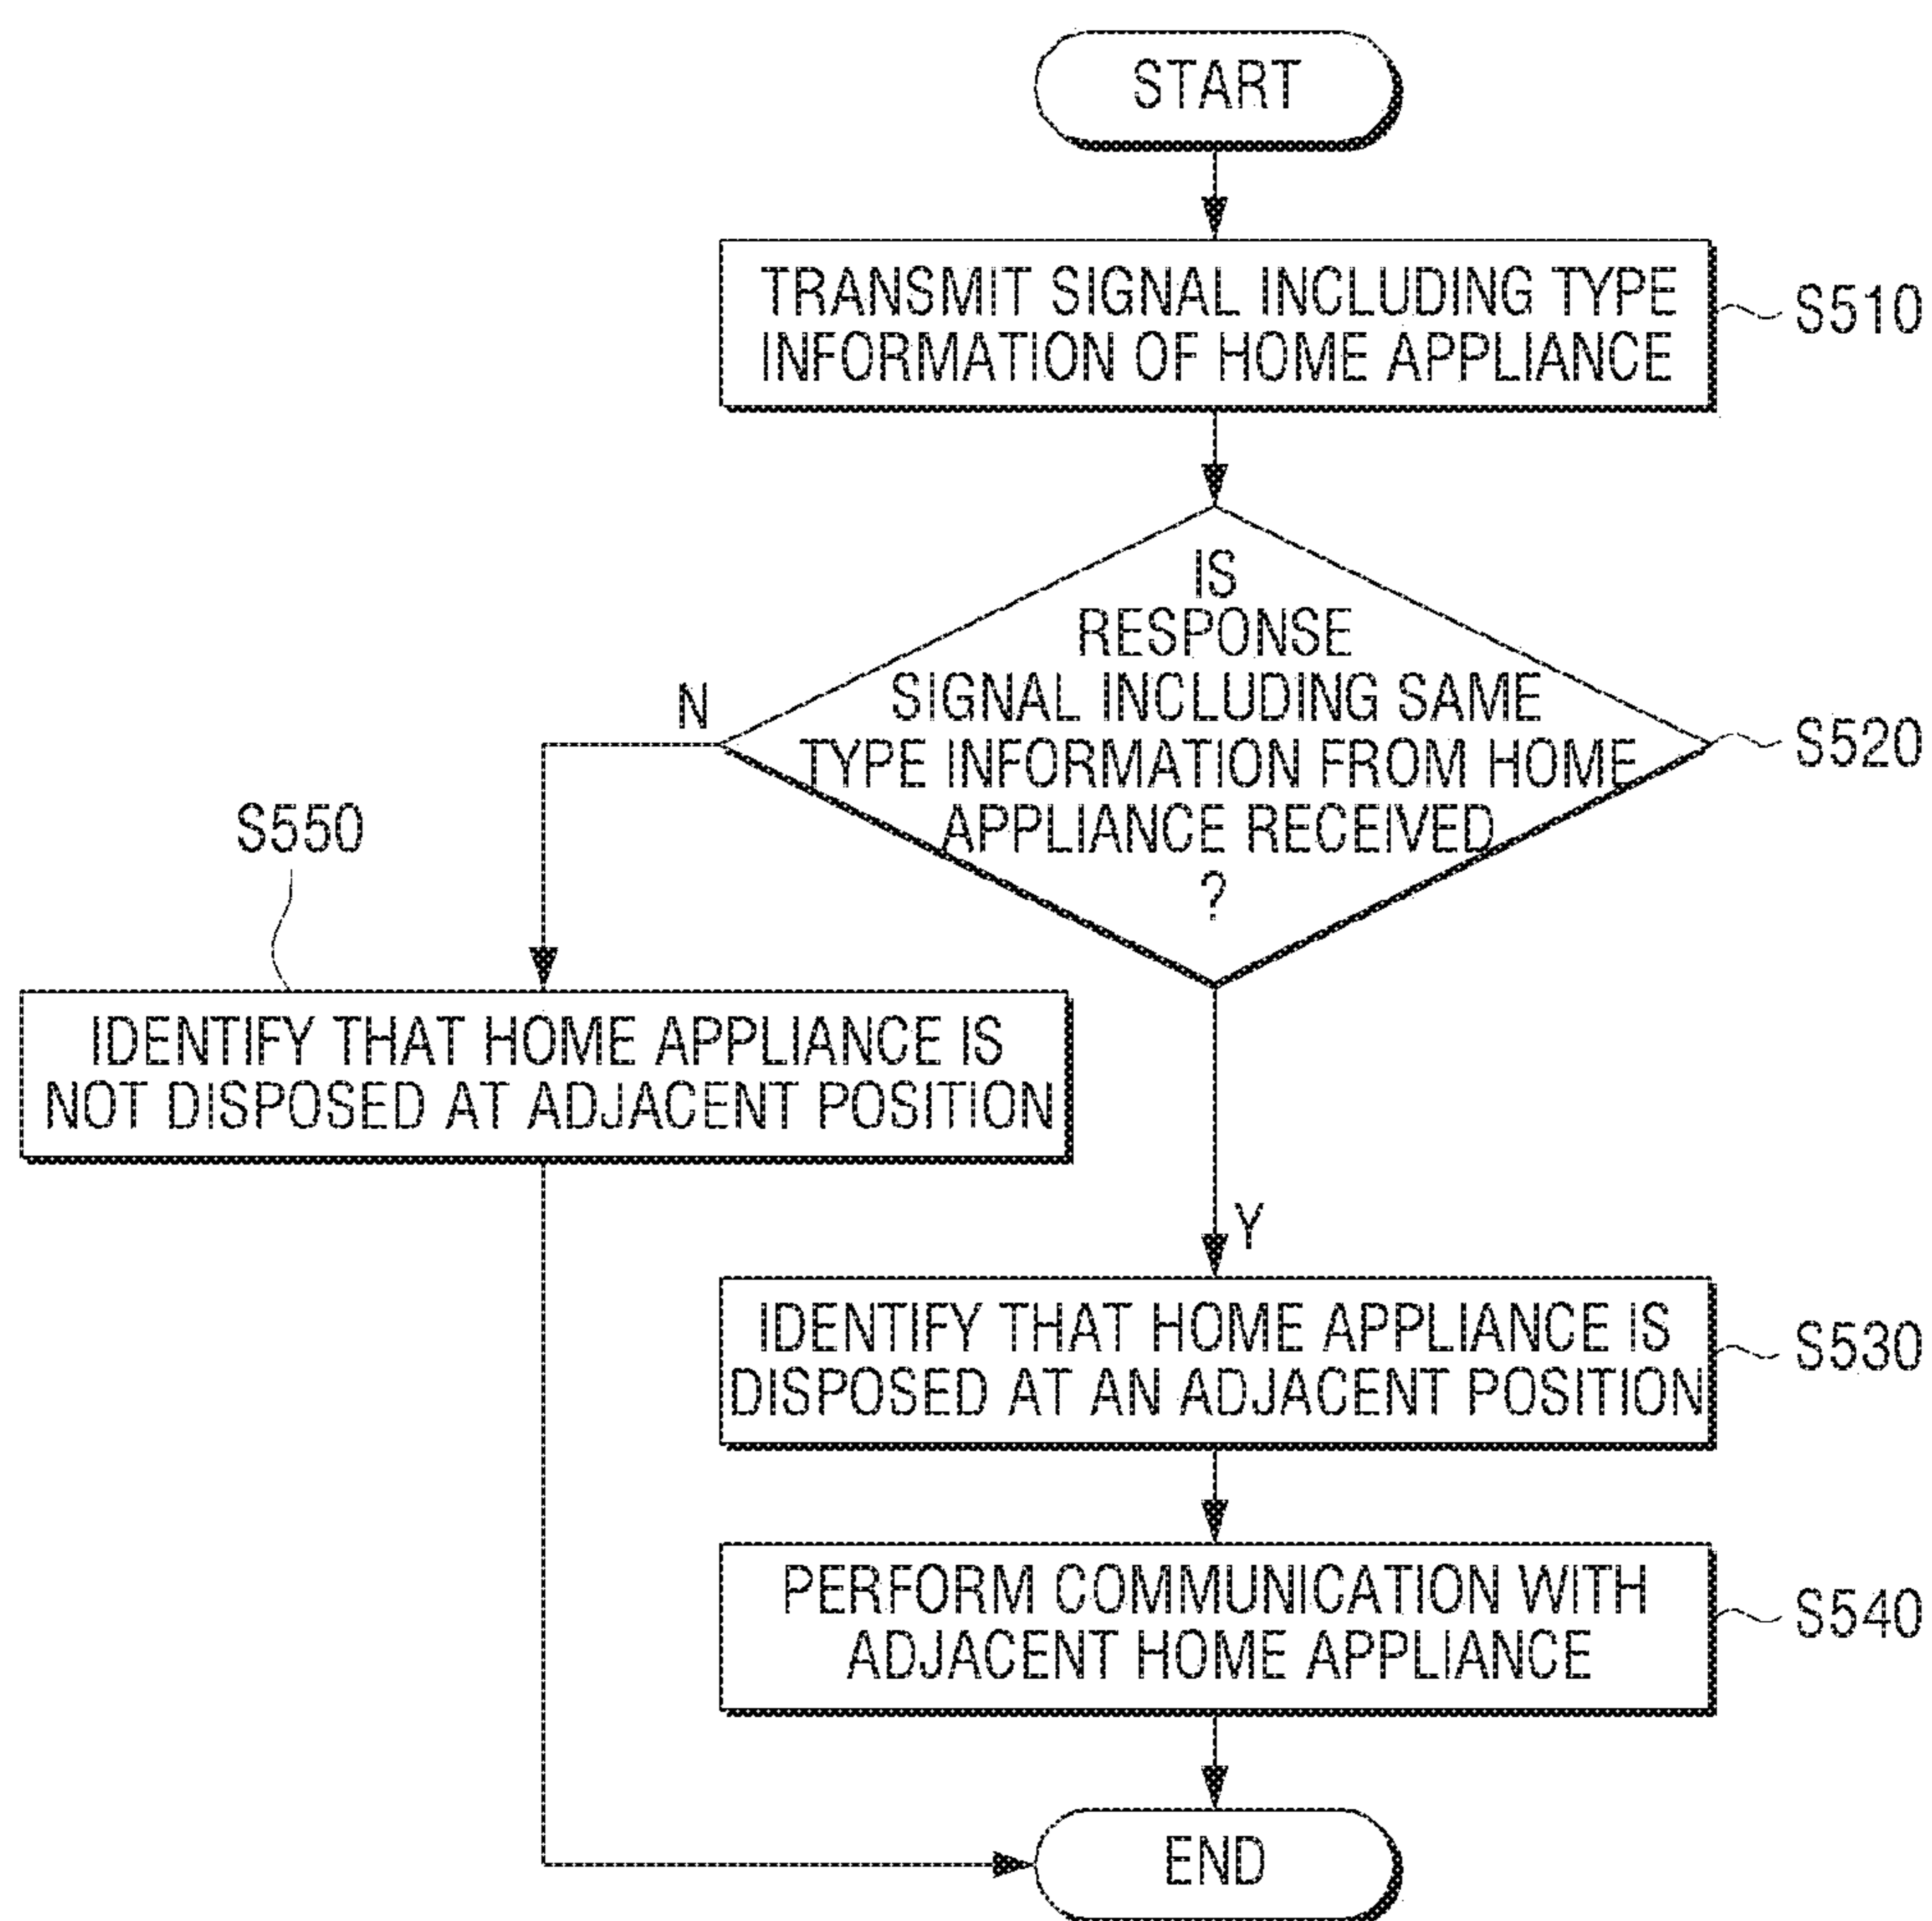 START
TRANSMIT SIGNAL INCLUDING TYPE
INFORMATION OF HOME APPLIANCE
S510
IS
RESPONSE
SIGNAL INCLUDING SAME
TYPE INFORMATION FROM HOME
APPLIANCE RECEIVED
?
S520
N
S550
IDENTIFY THAT HOME APPLIANCE IS
NOT DISPOSED AT ADJACENT POSITION
Y
IDENTIFY THAT HOME APPLIANCE IS
DISPOSED AT AN ADJACENT POSITION
S530
PERFORM COMMUNICATION WITH
ADJACENT HOME APPLIANCE
S540
END